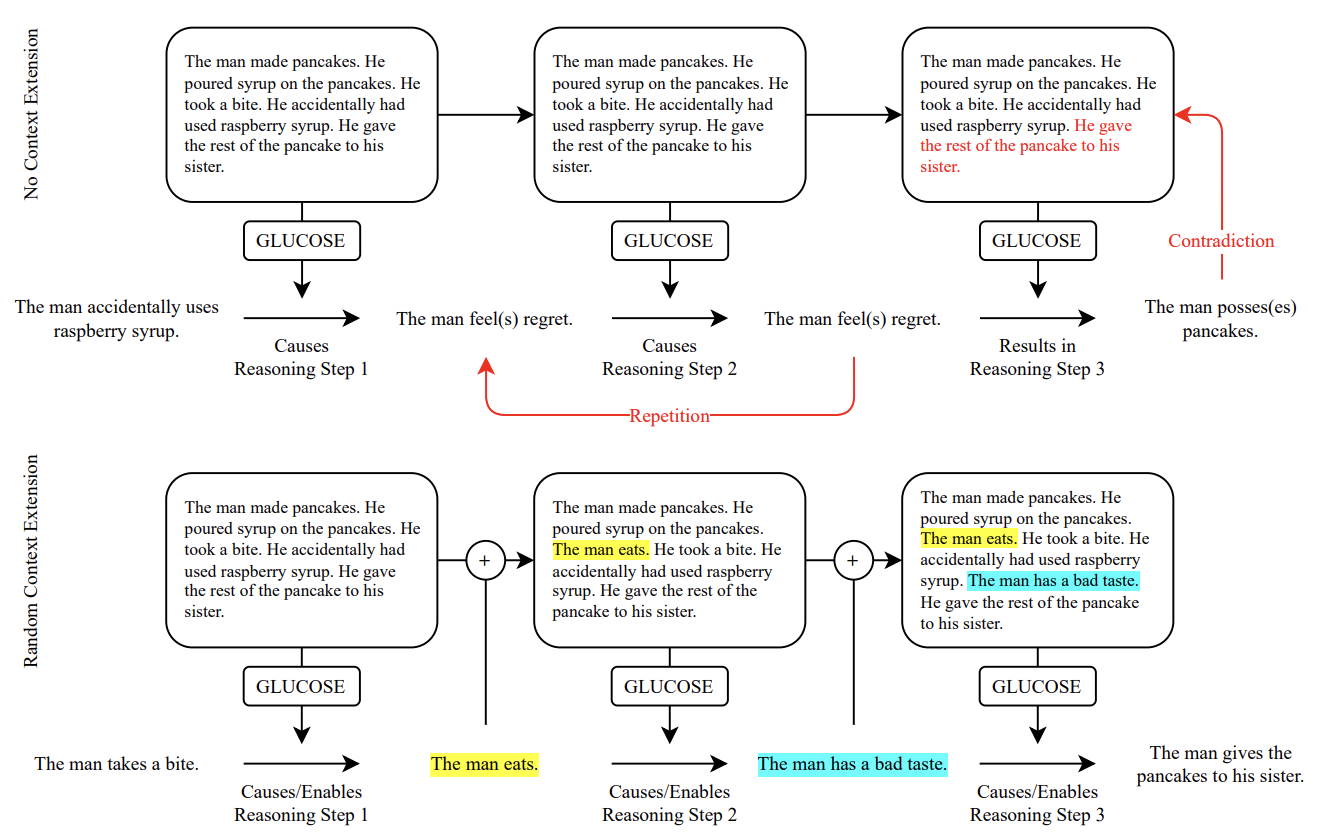 No Context Extension
The man made pancakes. He
poured syrup on the pancakes. He
took a bite. He accidentally had
used raspberry syrup. He gave
the rest of the pancake to his
sister.
The man made pancakes. He
poured syrup on the pancakes. He
took a bite. He accidentally had
used raspberry syrup. He gave
the rest of the pancake to his
sister.
The man made pancakes. He
poured syrup on the pancakes. He
took a bite. He accidentally had
used raspberry syrup. He gave
the rest of the pancake to his
sister.
GLUCOSE
GLUCOSE
GLUCOSE
Contradiction
The man accidentally uses
raspberry syrup.
Causes
Reasoning Step 1
The man feel(s) regret.
Causes
Reasoning Step 2
The man feel(s) regret.
Results in
Reasoning Step 3
The man posses(es)
pancakes.
Repetition
Random Context Extension
The man made pancakes. He
poured syrup on the pancakes. He
took a bite. He accidentally had
used raspberry syrup. He gave
the rest of the pancake to his
sister.
+
The man made pancakes. He
poured syrup on the pancakes.
The man eats. He took a bite. He
accidentally had used raspberry
syrup. He gave the rest of the
pancake to his sister.
+
The man made pancakes. He
poured syrup on the pancakes.
The man eats. He took a bite. He
accidentally had used raspberry
syrup. The man has a bad taste.
He gave the rest of the pancake
to his sister.
GLUCOSE
GLUCOSE
GLUCOSE
The man takes a bite.
Causes/Enables
Reasoning Step 1
The man eats.
Causes/Enables
Reasoning Step 2
The man has a bad taste.
Causes/Enables
Reasoning Step 3
The man gives the
pancakes to his sister.